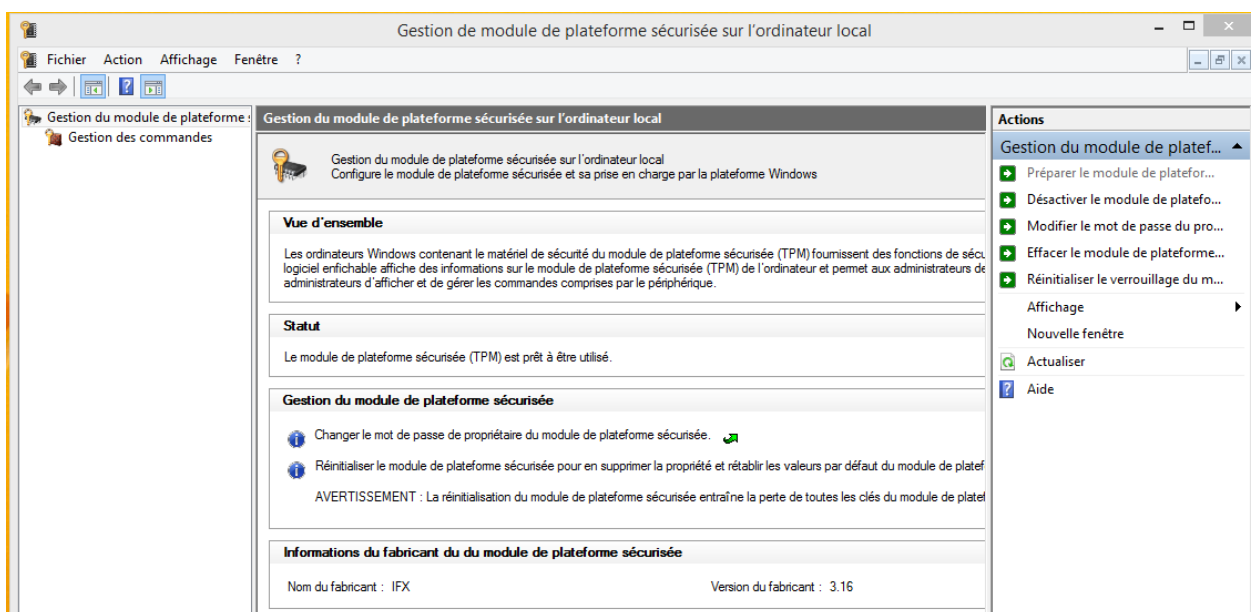 Gestion de module de plateforme sécurisée sur l'ordinateur local
Fichier Action Affichage Fenêtre ?
Gestion du module de plateforme
Gestion des commandes
Gestion du module de plateforme sécurisée sur l'ordinateur local
Gestion du module de plateforme sécurisée sur l'ordinateur local
Configure le module de plateforme sécurisée et sa prise en charge par la plateforme Windows
Vue d'ensemble
Les ordinateurs Windows contenant le matériel de sécurité du module de plateforme sécurisée (TPM) fournissent des fonctions de sécu
logiciel enfichable affiche des informations sur le module de plateforme sécurisée (TPM) de l'ordinateur et permet aux administrateurs de
administrateurs d'afficher et de gérer les commandes comprises par le périphérique.
Statut
Le module de plateforme sécurisée (TPM) est prêt à être utilisé.
Gestion du module de plateforme sécurisée
Changer le mot de passe de propriétaire du module de plateforme sécurisée.
Réinitialiser le module de plateforme sécurisée pour en supprimer la propriété et rétablir les valeurs par défaut du module de platef
AVERTISSEMENT : La réinitialisation du module de plateforme sécurisée entraîne la perte de toutes les clés du module de platef
Informations du fabricant du du module de plateforme sécurisée
Nom du fabricant : IFX Version du fabricant : 3.16
Actions
Gestion du module de platef...
Préparer le module de platefor...
Désactiver le module de platefo...
Modifier le mot de passe du pro...
Effacer le module de plateforme...
Réinitialiser le verrouillage du m...
Affichage
Nouvelle fenêtre
Actualiser
Aide